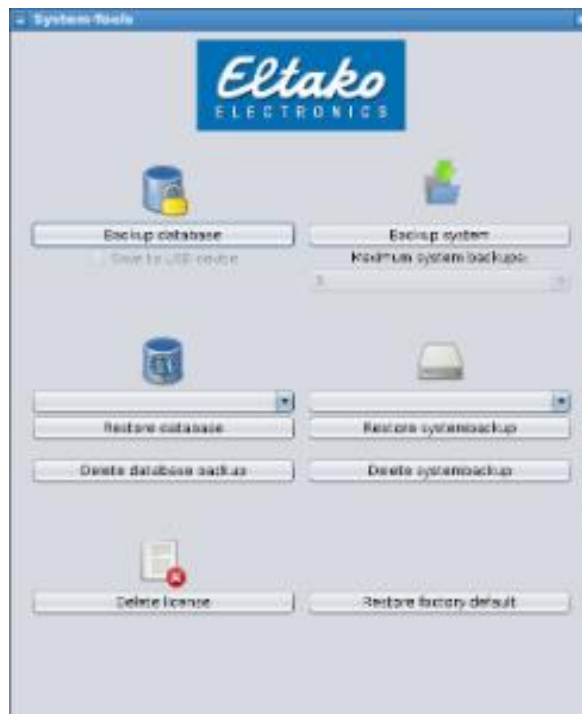 System-Tools
Eltako
ELECTRONICS
Backup database
Backup system
Save to USB device
Maximum system backups:
Restore database
Restore systembackup
Delete database backup
Delete systembackup
Delete license
Restore factory default